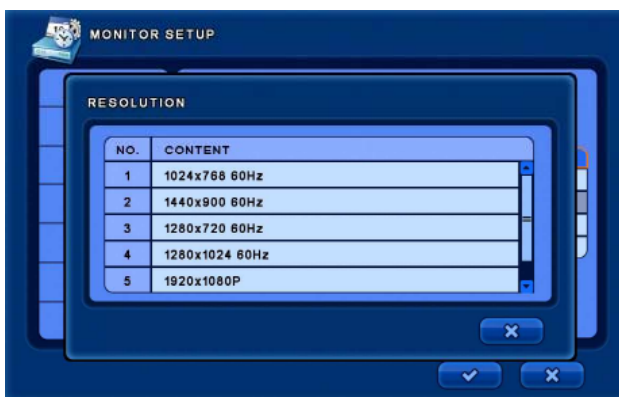 MONITOR SETUP
RESOLUTION
NO. CONTENT
1 1024x768 60Hz
2 1440x900 60Hz
3 1280x720 60Hz
4 1280x1024 60Hz
5 1920x1080P